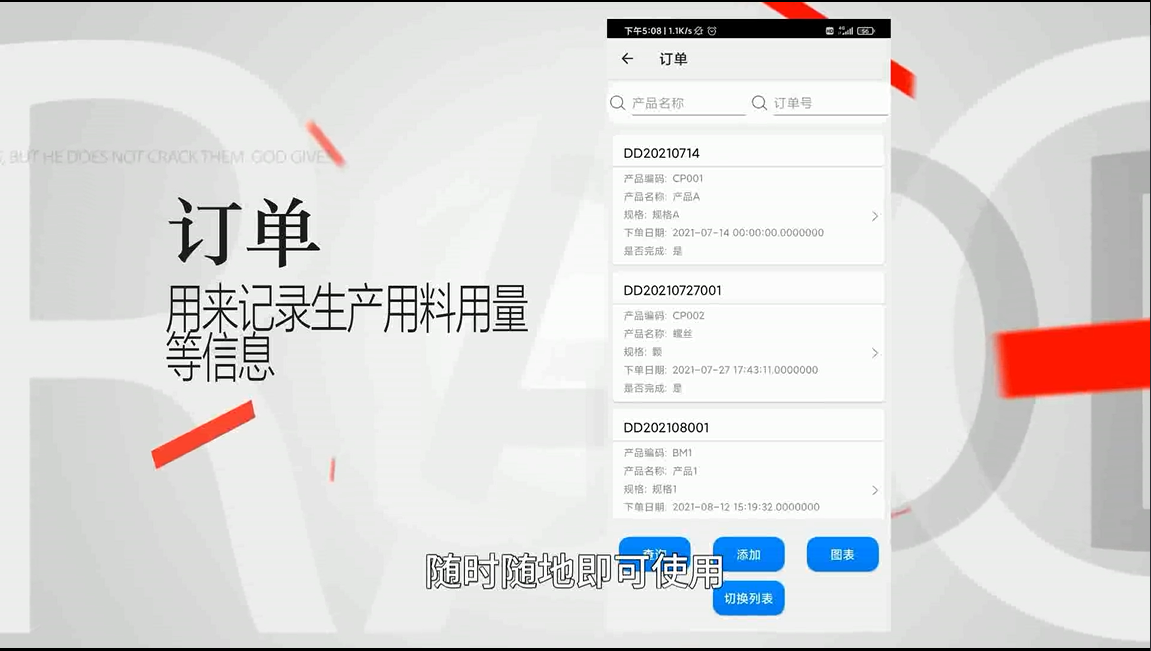 , BUT HE DOES NOT CRACK THEM GOD GIVE
订单
用来记录生产用料用量
等信息
下午5:08 | 1.1K/s
订单
产品名称
订单号
DD20210714
产品编码: CP001
产品名称: 产品A
规格: 规格A
下单日期: 2021-07-14 00:00:00.0000000
是否完成: 是
DD20210727001
产品编码: CP002
产品名称: 螺丝
规格: 颗
下单日期: 2021-07-27 17:43:11.0000000
是否完成: 是
DD202108001
产品编码: BM1
产品名称: 产品1
规格: 规格1
下单日期: 2021-08-12 15:19:32.0000000
查询
添加
图表
随时随地即可使用
切换列表